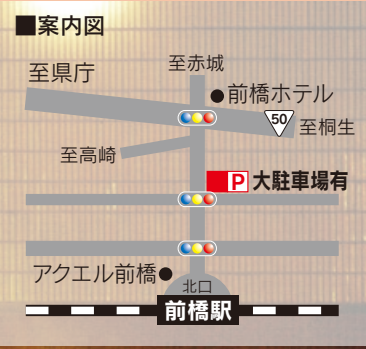 ■案内図
至赤城
至県庁
●前橋ホテル
50
至桐生
至高崎
P 大駐車場有
アクエル前橋●
北口
前橋駅